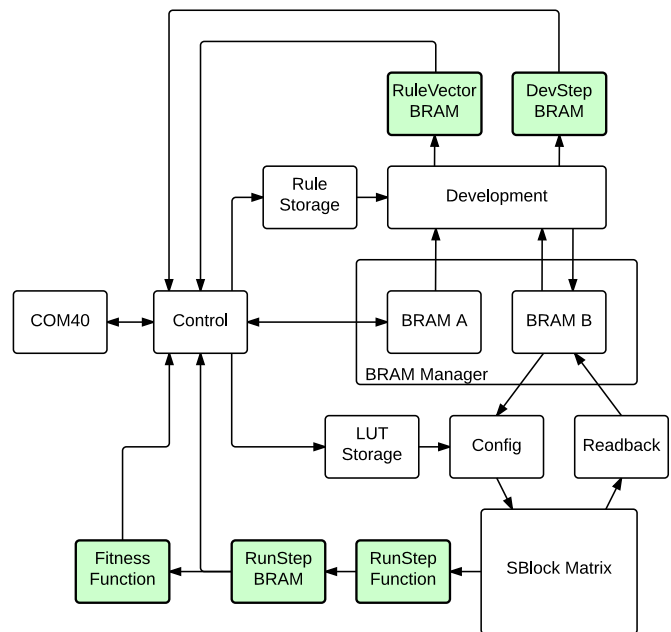 RuleVector
BRAM
DevStep
BRAM
Rule
Storage
Development
COM40
Control
BRAM A
BRAM B
BRAM Manager
LUT
Storage
Config
Readback
Fitness
Function
RunStep
BRAM
RunStep
Function
SBlock Matrix